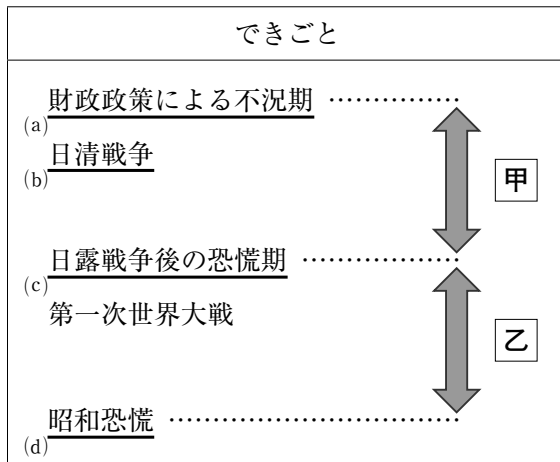 できごと
(a)財政政策による不況期
(b)日清戦争
甲
(c)日露戦争後の恐慌期
第一次世界大戦
乙
(d)昭和恐慌